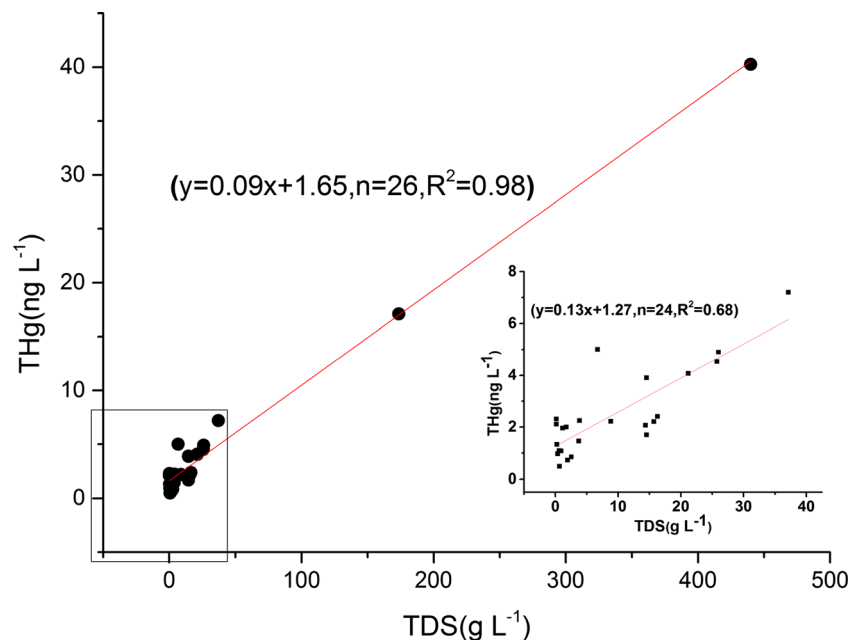 40
30
20
10
0
THg(ng L⁻¹)
(y=0.09x+1.65,n=26,R²=0.98)
0 100 200 300 400 500
TDS(g L⁻¹)
8
6
4
2
0
THg(ng L⁻¹)
(y=0.13x+1.27,n=24,R²=0.68)
0 10 20 30 40
TDS(g L⁻¹)